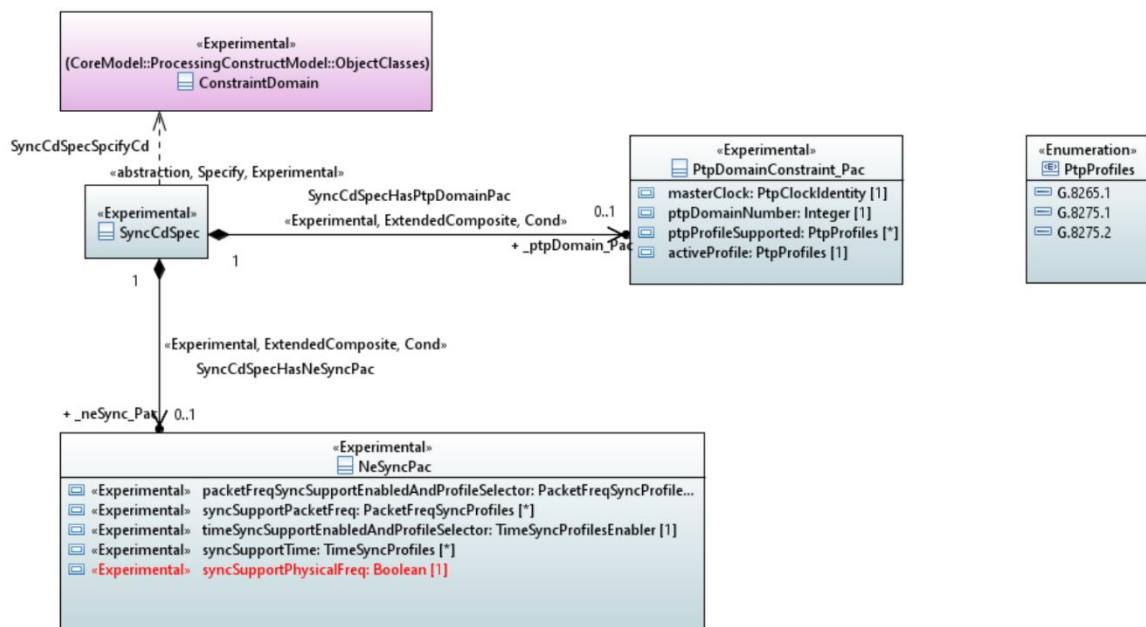 «Experimental»
(CoreModel::ProcessingConstructModel::ObjectClasses)
ConstraintDomain
SyncCdSpecSpcifyCd
«abstraction, Specify, Experimental»
«Experimental»
SyncCdSpec
SyncCdSpecHasPtpDomainPac
«Experimental, ExtendedComposite, Cond»
0..1
+ _ptpDomain_Pac
1
1
«Experimental»
PtpDomainConstraint_Pac
masterClock: PtpClockIdentity [1]
ptpDomainNumber: Integer [1]
ptpProfileSupported: PtpProfiles [*]
activeProfile: PtpProfiles [1]
«Enumeration»
PtpProfiles
G.8265.1
G.8275.1
G.8275.2
«Experimental, ExtendedComposite, Cond»
SyncCdSpecHasNeSyncPac
+ _neSync_Pac
0..1
«Experimental»
NeSyncPac
«Experimental» packetFreqSyncSupportEnabledAndProfileSelector: PacketFreqSyncProfile...
«Experimental» syncSupportPacketFreq: PacketFreqSyncProfiles [*]
«Experimental» timeSyncSupportEnabledAndProfileSelector: TimeSyncProfilesEnabler [1]
«Experimental» syncSupportTime: TimeSyncProfiles [*]
«Experimental» syncSupportPhysicalFreq: Boolean [1]